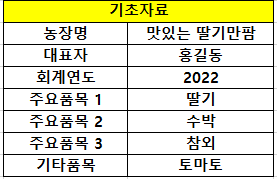 기초자료
농장명 맛있는 딸기만팜
대표자 홍길동
회계연도 2022
주요품목 1 딸기
주요품목 2 수박
주요품목 3 참외
기타품목 토마토